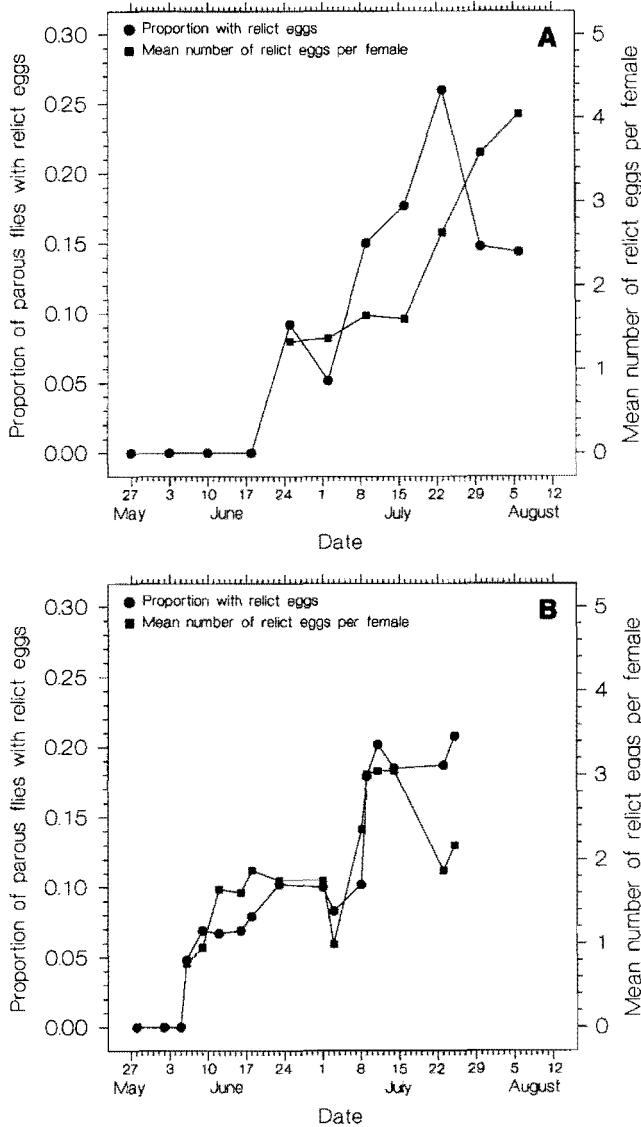 Proportion with relict eggs
Mean number of relict eggs per female
A
Proportion of parous flies with relict eggs
0.30
0.25
0.20
0.15
0.10
0.05
0.00
5
4
3
2
1
0
Mean number of relict eggs per female
27 3 10 17 24 1 8 15 22 29 5 12
May June July August
Date
Proportion with relict eggs
Mean number of relict eggs per female
B
Proportion of parous flies with relict eggs
0.30
0.25
0.20
0.15
0.10
0.05
0.00
5
4
3
2
1
0
Mean number of relict eggs per female
27 3 10 17 24 1 8 15 22 29 5 12
May June July August
Date